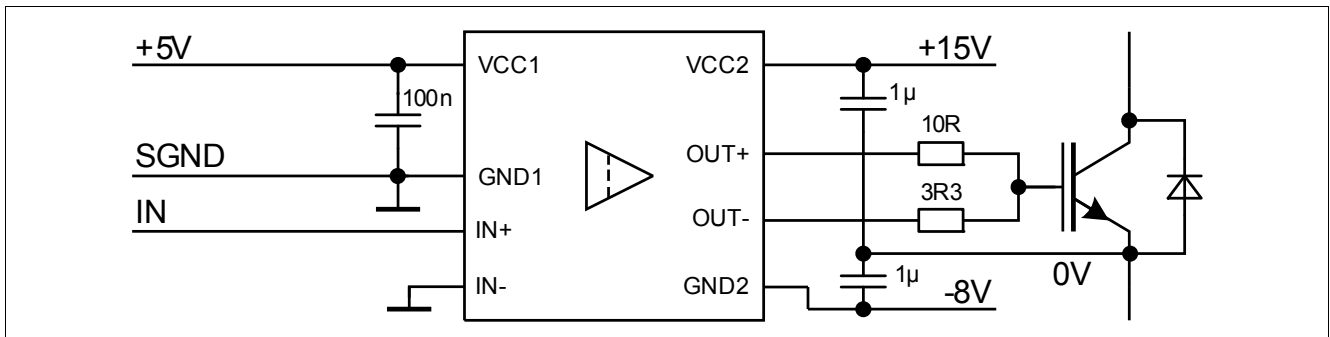 +5V
VCC1
VCC2
+15V
100n
1µ
10R
SGND
OUT+
GND1
3R3
IN
OUT-
IN+
0V
IN-
GND2
1µ
-8V